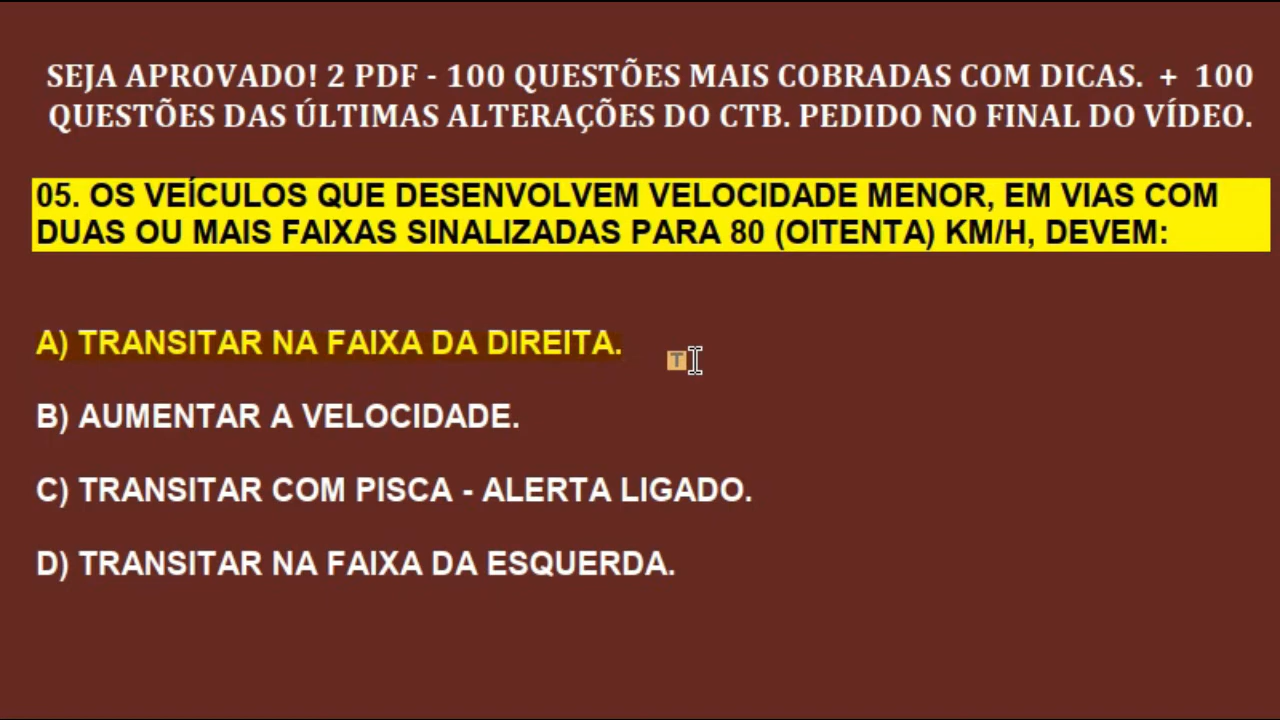 SEJA APROVADO! 2 PDF - 100 QUESTÕES MAIS COBRADAS COM DICAS. + 100
QUESTÕES DAS ÚLTIMAS ALTERAÇÕES DO CTB. PEDIDO NO FINAL DO VÍDEO.
05. OS VEÍCULOS QUE DESENVOLVEM VELOCIDADE MENOR, EM VIAS COM
DUAS OU MAIS FAIXAS SINALIZADAS PARA 80 (OITENTA) KM/H, DEVEM:
A) TRANSITAR NA FAIXA DA DIREITA.
T
B) AUMENTAR A VELOCIDADE.
C) TRANSITAR COM PISCA - ALERTA LIGADO.
D) TRANSITAR NA FAIXA DA ESQUERDA.